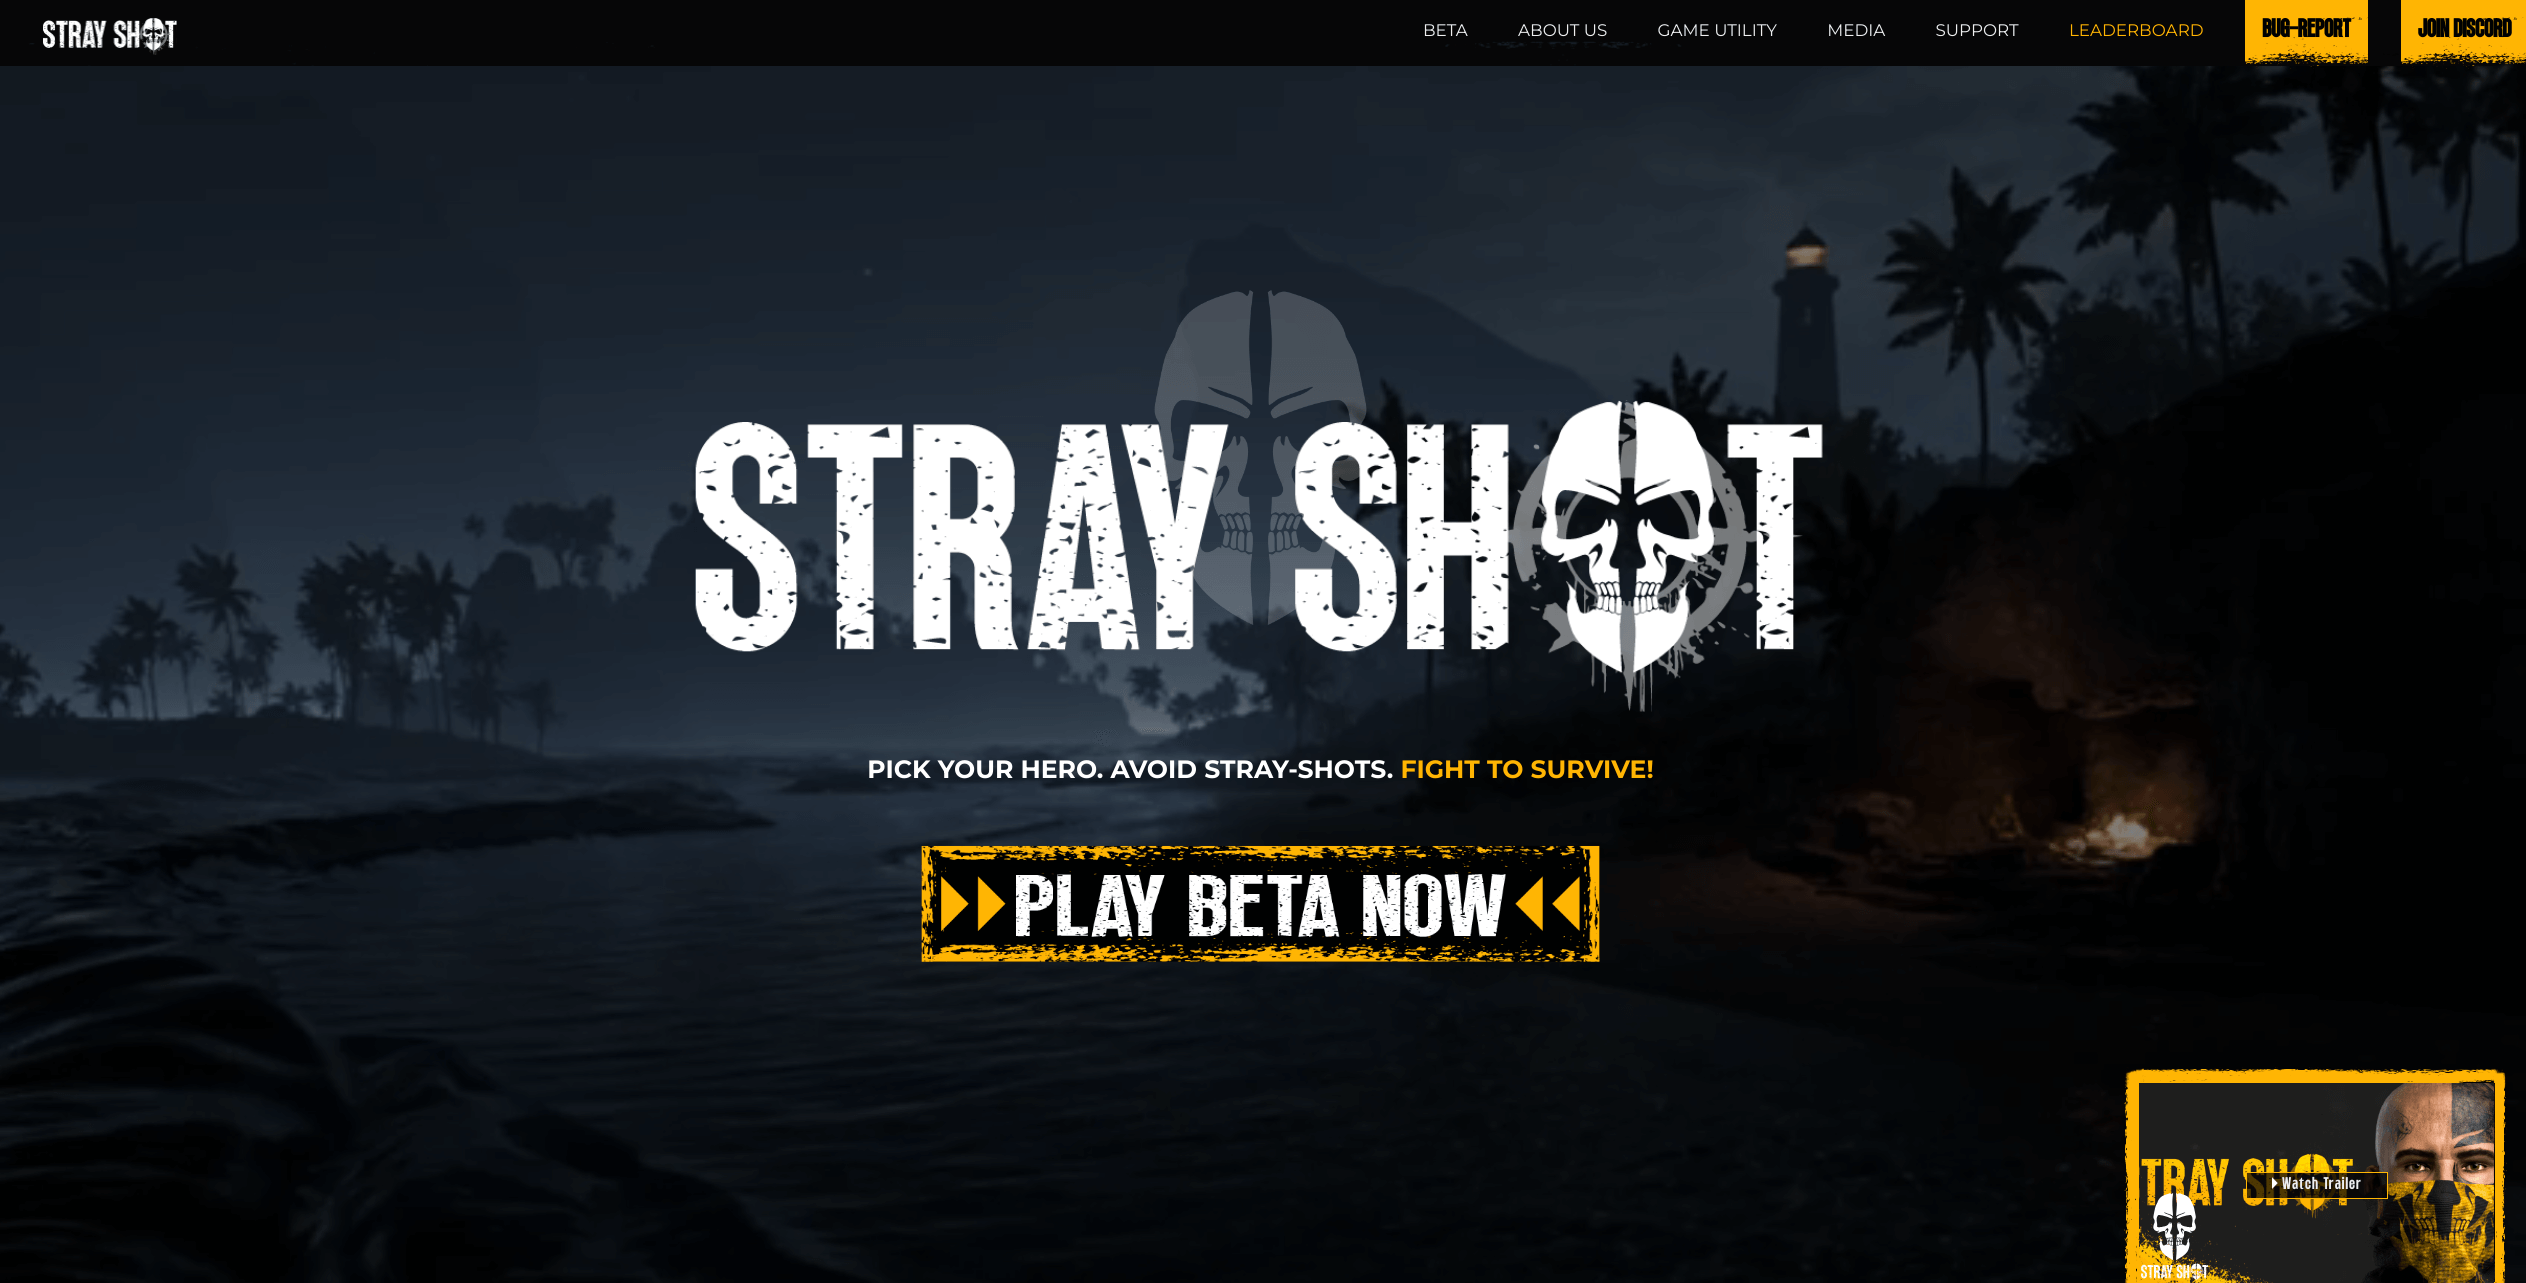 STRAY SHOT
BETA
ABOUT US
GAME UTILITY
MEDIA
SUPPORT
LEADERBOARD
BUG-REPORT
JOIN DISCORD
STRAY SHOT
PICK YOUR HERO. AVOID STRAY-SHOTS. FIGHT TO SURVIVE!
PLAY BETA NOW
TRAY SHOT
Watch Trailer
STRAY SHOT